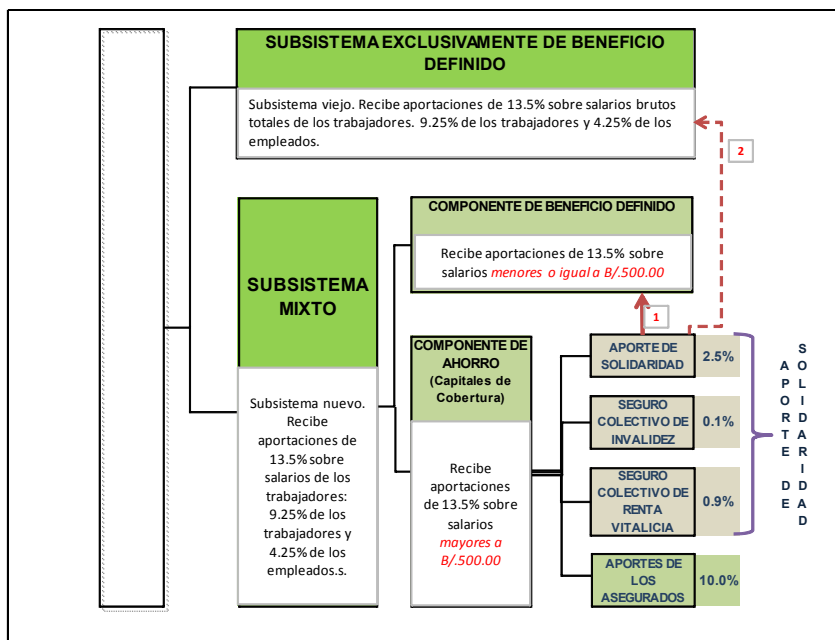 SUBSISTEMA EXCLUSIVAMENTE DE BENEFICIO
DEFINIDO
Subsistema viejo. Recibe aportaciones de 13.5% sobre salarios brutos
totales de los trabajadores. 9.25% de los trabajadores y 4.25% de los
empleados.
2
SUBSISTEMA
MIXTO
Subsistema nuevo.
Recibe
aportaciones de
13.5% sobre
salarios de los
trabajadores:
9.25% de los
trabajadores y
4.25% de los
empleados.s.
COMPONENTE DE BENEFICIO DEFINIDO
Recibe aportaciones de 13.5% sobre
salarios menores o igual a B/.500.00
1
COMPONENTE DE
AHORRO
(Capitales de
Cobertura)
Recibe
aportaciones
de 13.5% sobre
salarios
mayores a
B/.500.00
APORTE DE
SOLIDARIDAD
2.5%
SEGURO
COLECTIVO DE
INVALIDEZ
0.1%
SEGURO
COLECTIVO DE
RENTA
VITALICIA
0.9%
APORTES DE
LOS
ASEGURADOS
10.0%
APORTE DE
SOLIDARIDAD